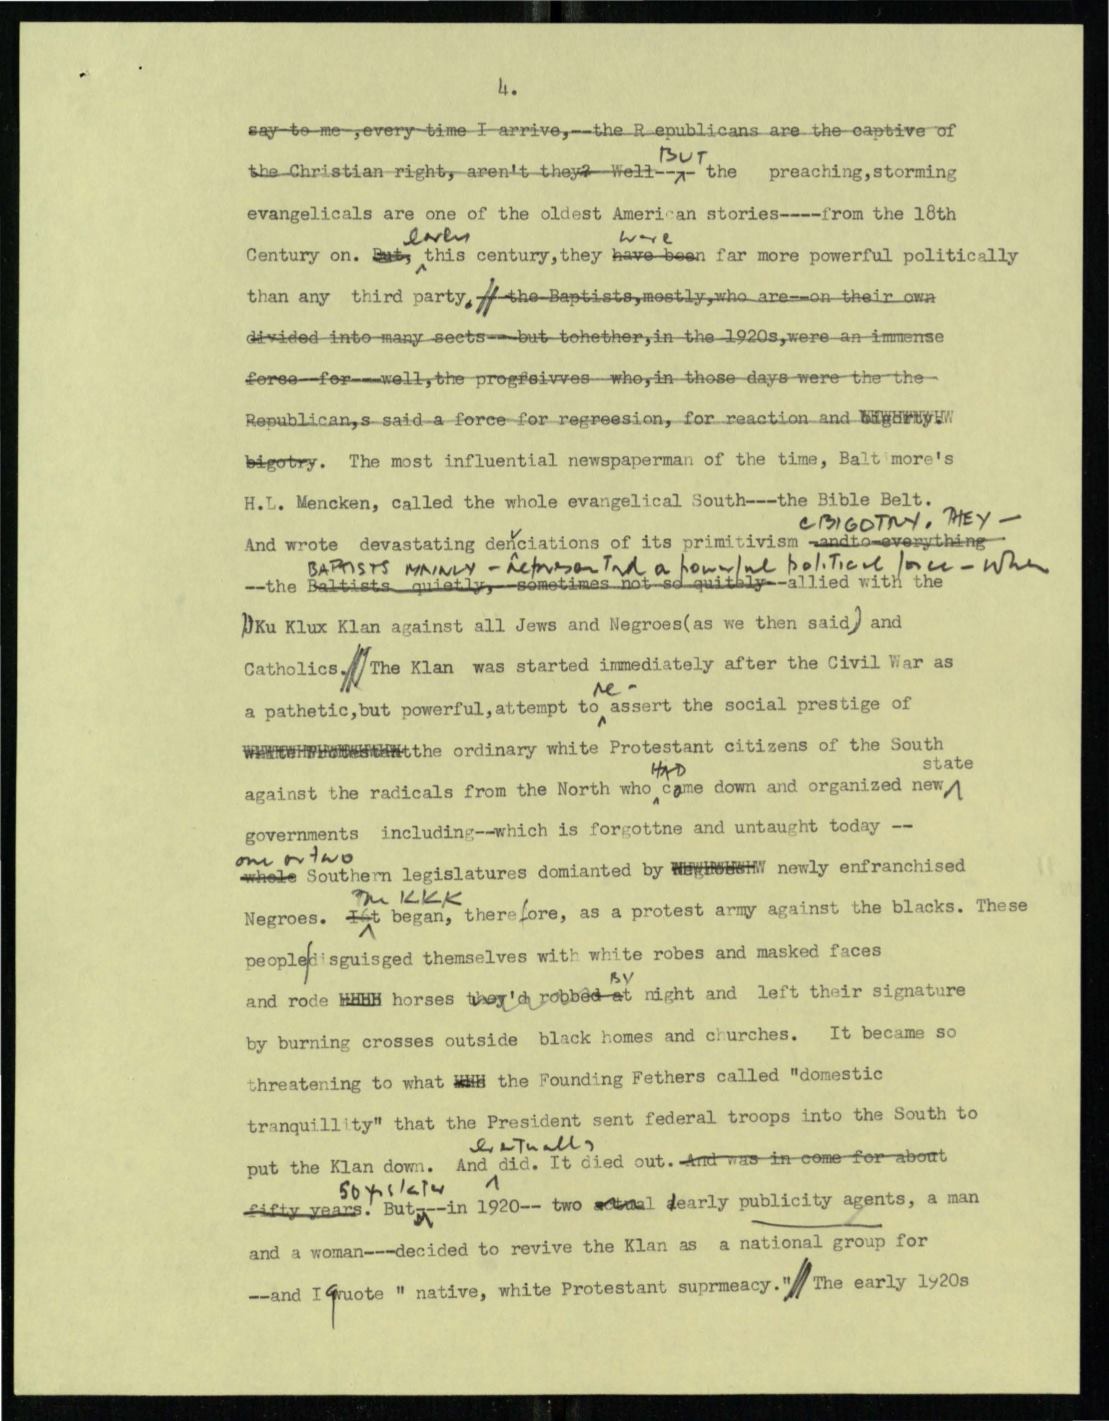 4.
say to me ,every time I arrive,--the R epublicans are the captive of
BUT
the Christian right, aren't they? Well---- the preaching,storming
evangelicals are one of the oldest American stories----from the 18th
early were
Century on. But, this century,they have been far more powerful politically
than any third party. // the Baptists,mostly,who are--on their own
divided into many sects---but tohether,in the 1920s,were an immense
force--for---well,the progrsivves who,in those days were the the-
Republican,s said a force for regreesion, for reaction and
bigotry. The most influential newspaperman of the time, Balt more's
H.L. Mencken, called the whole evangelical South---the Bible Belt.
BIGOTRY. THEY -
And wrote devastating denciations of its primitivism -andto-everything
BAPTISTS MAINLY - represented a powerful political force - when
--the Baltists quietly,--sometimes not so quitbly--allied with the
Ku Klux Klan against all Jews and Negroes(as we then said) and
Catholics.// The Klan was started immediately after the Civil War as
re-
a pathetic,but powerful,attempt to assert the social prestige of
the ordinary white Protestant citizens of the South
HAD state
against the radicals from the North who come down and organized new
governments including--which is forgottne and untaught today --
one or two
whole Southern legislatures domianted by newly enfranchised
The KKK
Negroes. It began, therefore, as a protest army against the blacks. These
people d'sguisged themselves with white robes and masked faces
BY
and rode horses they'd robbed at night and left their signature
by burning crosses outside black homes and churches. It became so
threatening to what the Founding Fethers called "domestic
tranquillity" that the President sent federal troops into the South to
eventually
put the Klan down. And did. It died out. And was in come for about
50 yrs later
fifty years. But---in 1920-- two actual early publicity agents, a man
and a woman---decided to revive the Klan as a national group for
--and I quote " native, white Protestant suprmeacy."// The early 1920s